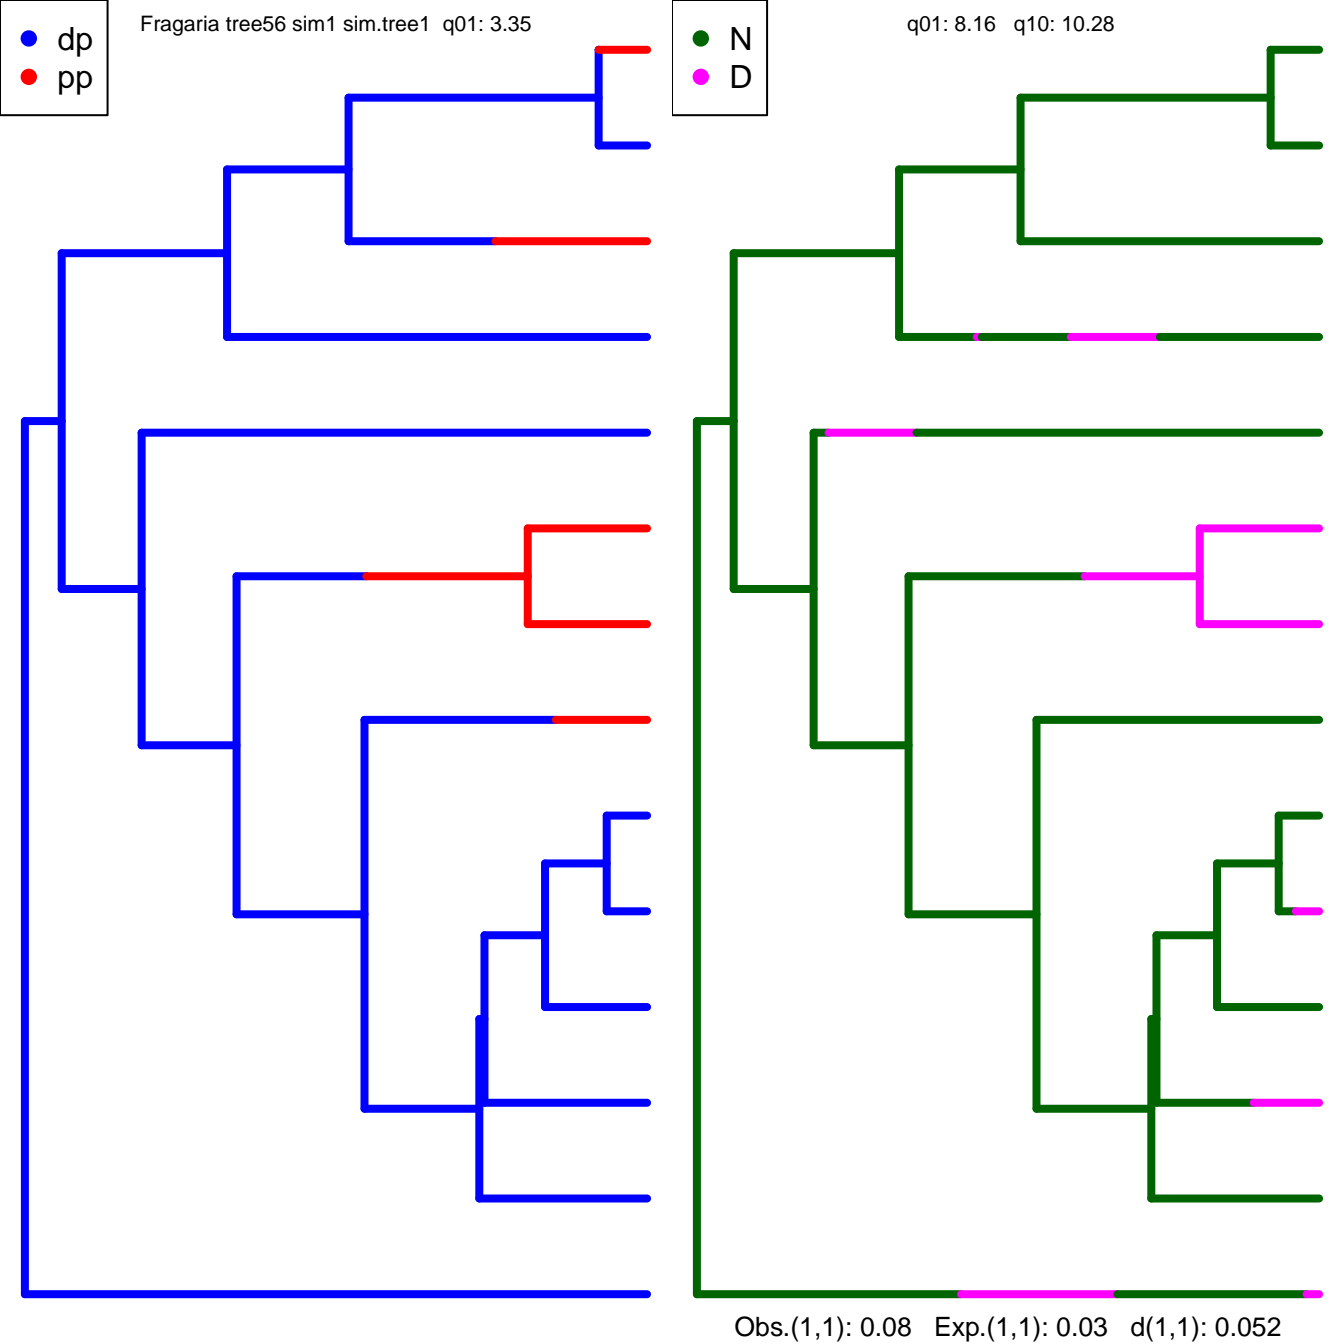 Fragaria tree56 sim1 sim.tree1 q01: 3.35
dp
pp
q01: 8.16 q10: 10.28
N
D
Obs.(1,1): 0.08 Exp.(1,1): 0.03 d(1,1): 0.052